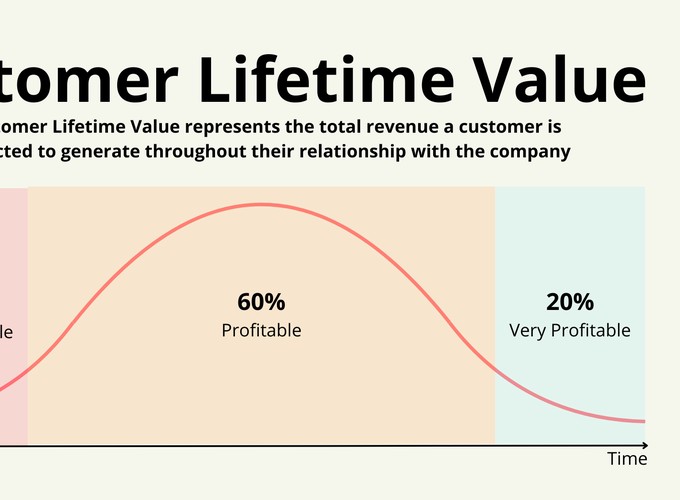 tomer Lifetime Value
omer Lifetime Value represents the total revenue a customer is
cted to generate throughout their relationship with the company
60%
20%
le
Profitable
Very Profitable
Time